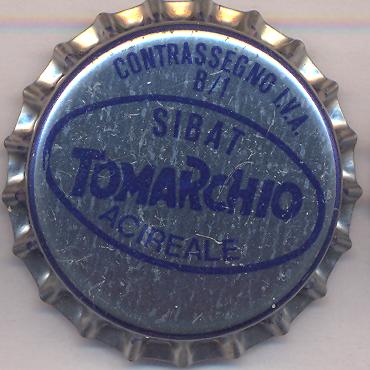 CONTRASSEGNO I.V.A.
B/1
SIBAT
TOMARCHIO
ACIREALE